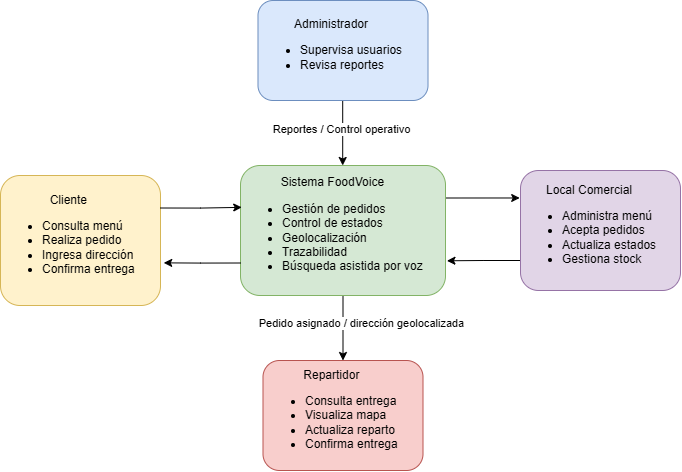 Administrador
Supervisa usuarios
Revisa reportes
Reportes / Control operativo
Cliente
Consulta menú
Realiza pedido
Ingresa dirección
Confirma entrega
Sistema FoodVoice
Gestión de pedidos
Control de estados
Geolocalización
Trazabilidad
Búsqueda asistida por voz
Local Comercial
Administra menú
Acepta pedidos
Actualiza estados
Gestiona stock
Pedido asignado / dirección geolocalizada
Repartidor
Consulta entrega
Visualiza mapa
Actualiza reparto
Confirma entrega